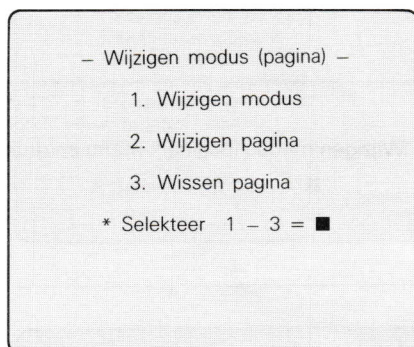 – Wijzigen modus (pagina) –
1. Wijzigen modus
2. Wijzigen pagina
3. Wissen pagina
* Selekteer 1 – 3 = ■